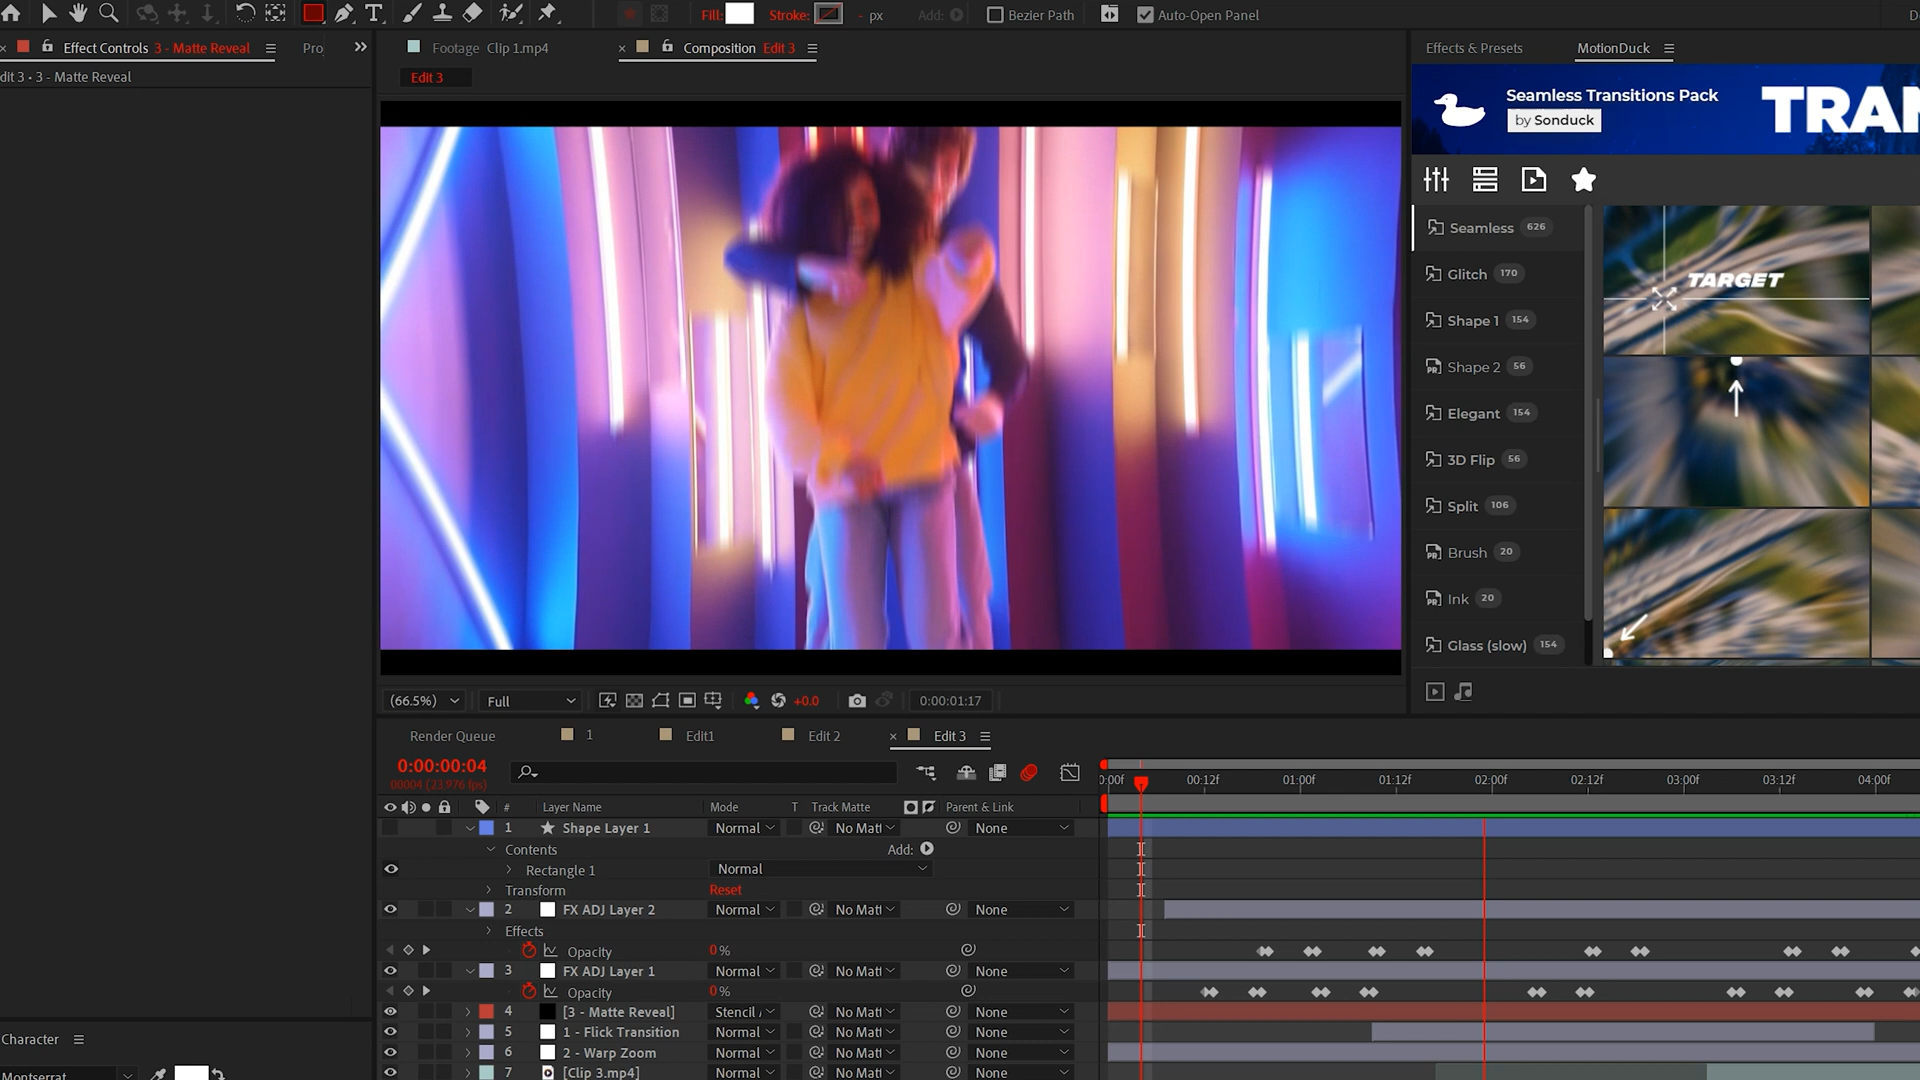 Fill:
Stroke:
- px
Add:
Bezier Path
Auto-Open Panel
Effect Controls 3 - Matte Reveal
Pro
Footage Clip 1.mp4
Composition Edit 3
Effects & Presets
MotionDuck
dit 3 • 3 - Matte Reveal
Edit 3
Seamless Transitions Pack
by Sonduck
TRAN
Seamless 626
Glitch 170
Shape 1 154
Shape 2 56
Elegant 154
3D Flip 56
Split 106
Brush 20
Ink 20
Glass (slow) 154
TARGET
(66.5%)
Full
+0.0
0:00:01:17
Render Queue
1
Edit1
Edit 2
Edit 3
0:00:00:04
00004 (23.976 fps)
0:00f
00:12f
01:00f
01:12f
02:00f
02:12f
03:00f
03:12f
04:00f
# Layer Name Mode T Track Matte Parent & Link
1 Shape Layer 1 Normal No Matt None
Contents Add:
Rectangle 1 Normal
Transform Reset
2 FX ADJ Layer 2 Normal No Matt None
Effects
Opacity 0 %
3 FX ADJ Layer 1 Normal No Matt None
Opacity 0 %
4 [3 - Matte Reveal] Stencil No Matt None
5 1 - Flick Transition Normal No Matt None
6 2 - Warp Zoom Normal No Matt None
7 [Clip 3.mp4] Normal No Matt None
Character
Montserrat